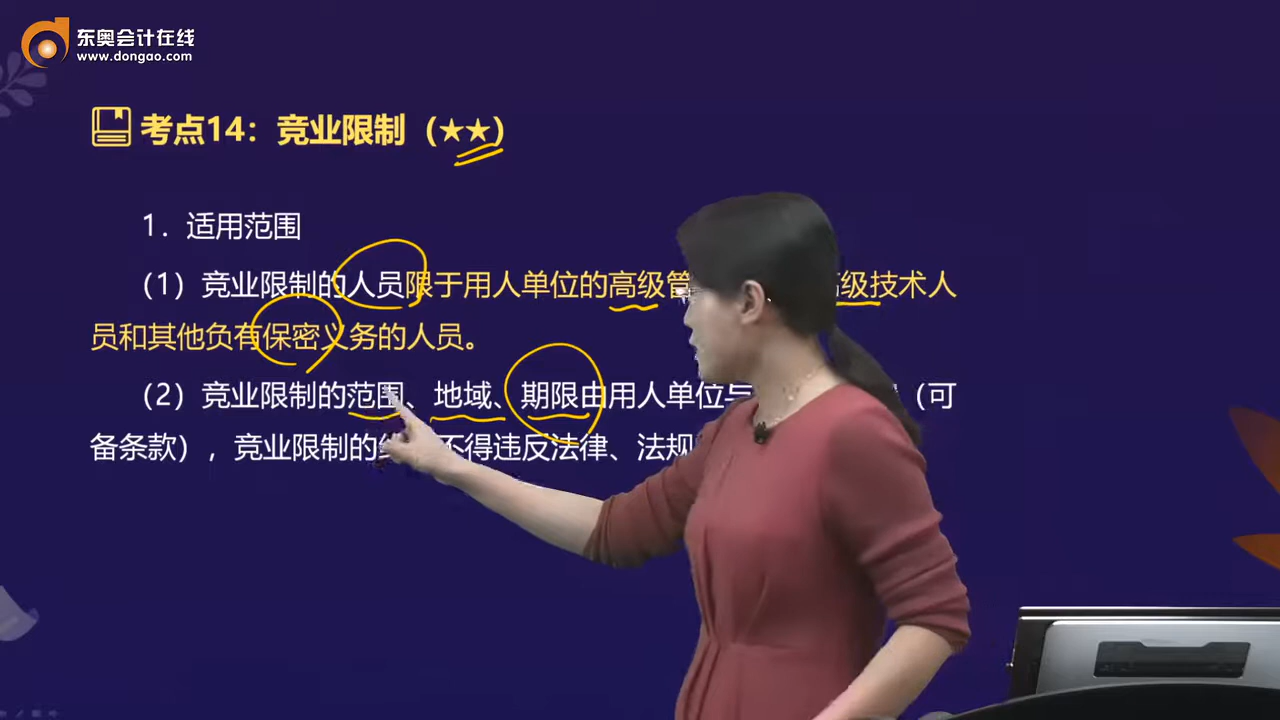 东奥会计在线
www.dongao.com
考点14：竞业限制（★★）
1．适用范围
（1）竞业限制的人员限于用人单位的高级管 高级技术人
员和其他负有保密义务的人员。
（2）竞业限制的范围、地域、期限由用人单位与 （可
备条款），竞业限制的 不得违反法律、法规